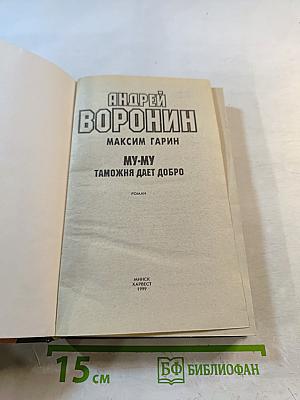 АНДРЕЙ
ВОРОНИН
МАКСИМ ГАРИН
МУ-МУ
ТАМОЖНЯ ДАЕТ ДОБРО
РОМАН
МИНСК
ХАРВЕСТ
1999
15 см
БФ БИБЛИОФАН